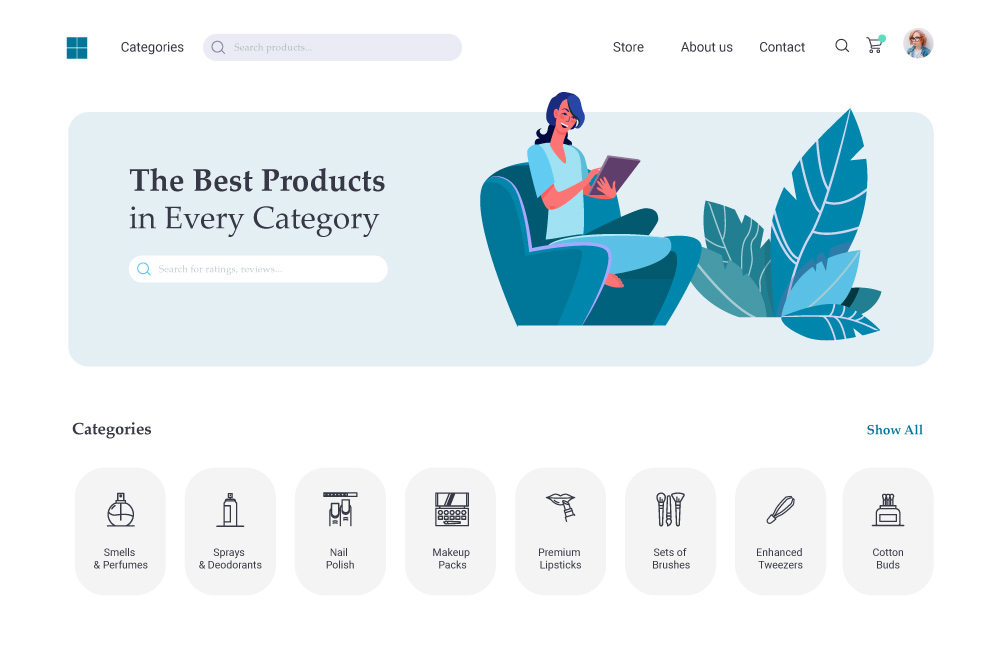 Categories
Search products...
Store
About us
Contact
The Best Products
in Every Category
Search for ratings, reviews...
Categories
Show All
Smells
& Perfumes
Sprays
& Deodorants
Nail
Polish
Makeup
Packs
Premium
Lipsticks
Sets of
Brushes
Enhanced
Tweezers
Cotton
Buds